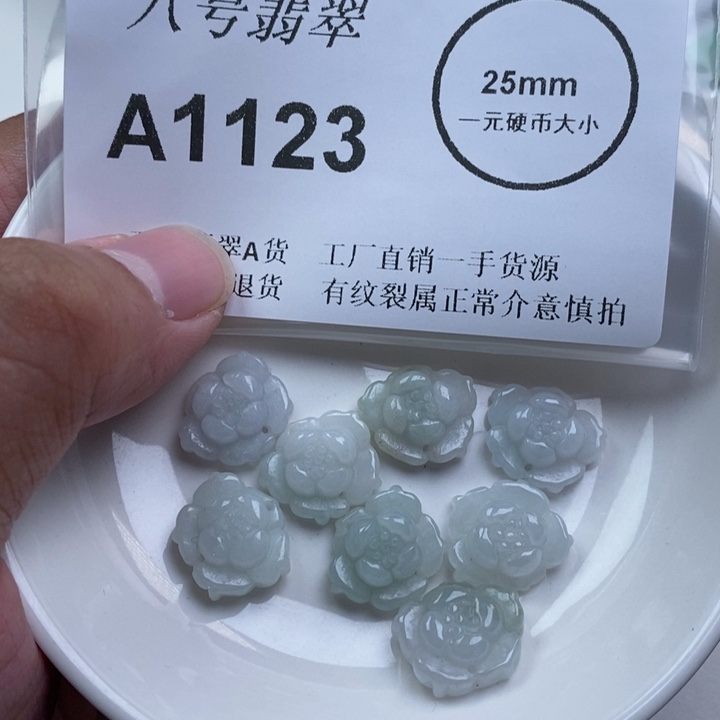 八号翡翠
A1123
25mm
一元硬币大小
翠A货 工厂直销一手货源
退货 有纹裂属正常介意慎拍